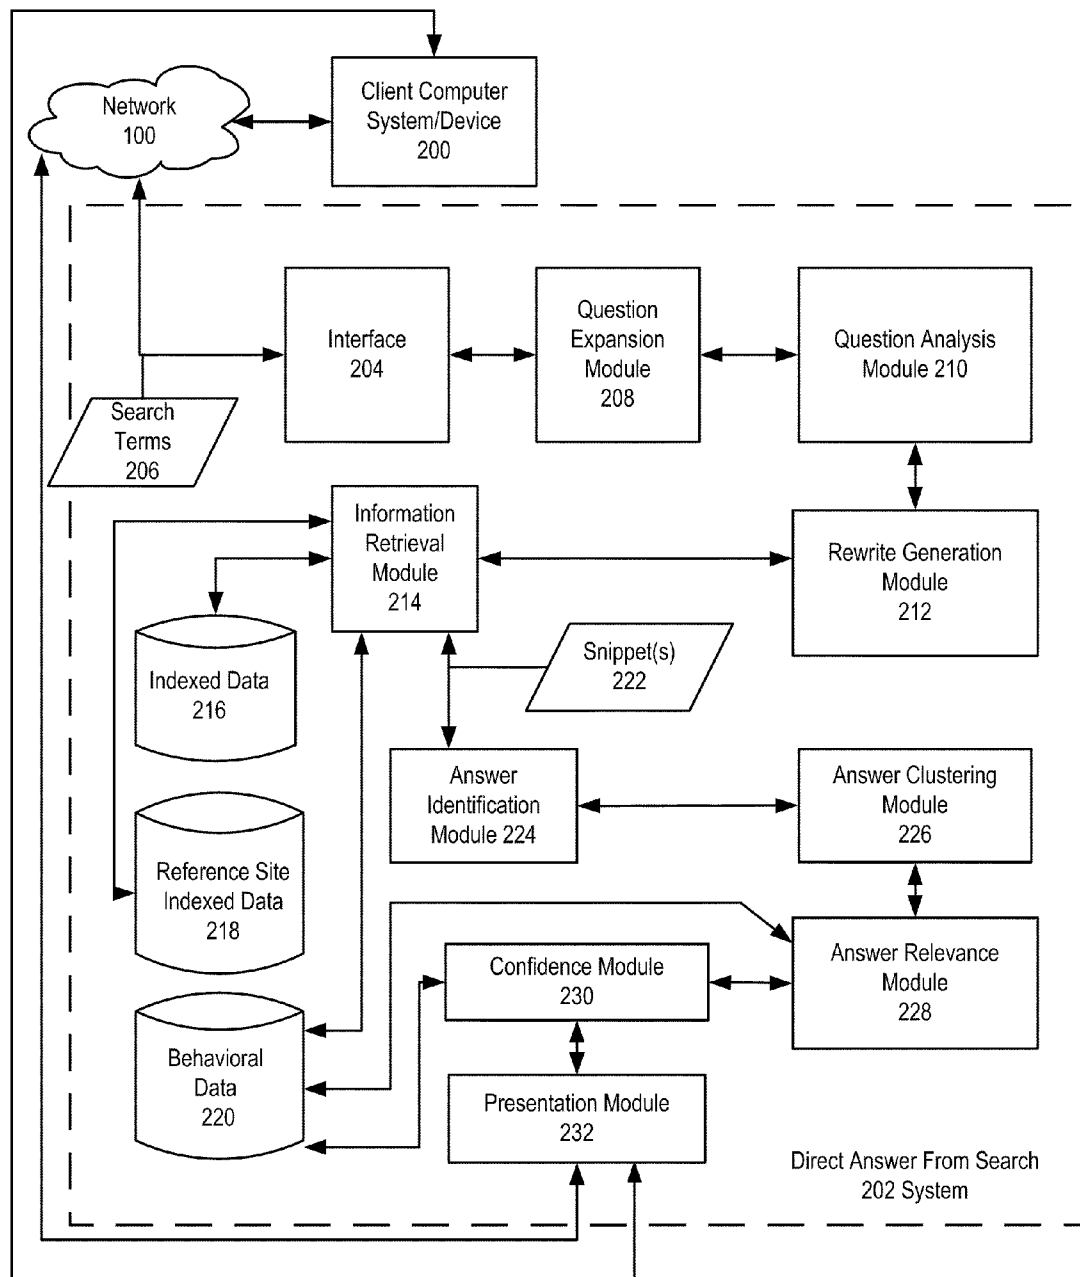 Client Computer
System/Device
200
Network
100
Interface
204
Question
Expansion
Module
208
Question Analysis
Module 210
Search
Terms
206
Information
Retrieval
Module
214
Rewrite Generation
Module
212
Snippet(s)
222
Indexed Data
216
Answer
Identification
Module 224
Answer Clustering
Module
226
Reference Site
Indexed Data
218
Confidence Module
230
Answer Relevance
Module
228
Behavioral
Data
220
Presentation Module
232
Direct Answer From Search
202 System